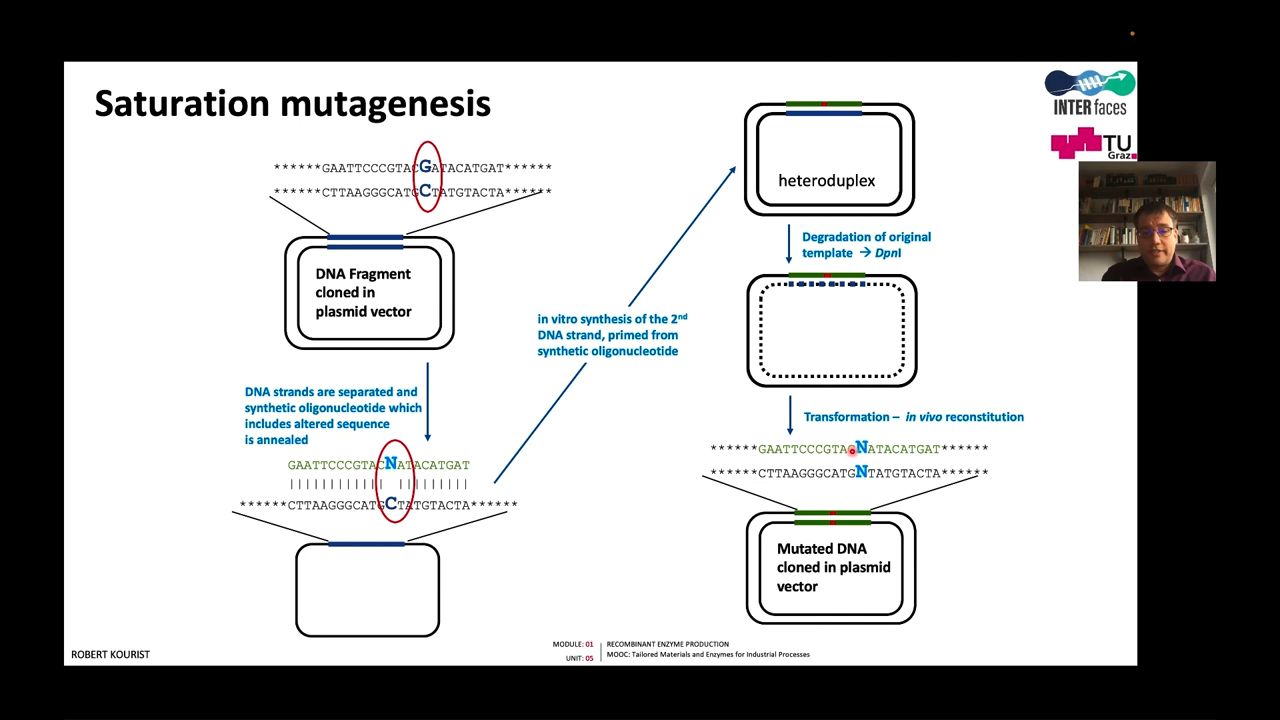 Saturation mutagenesis
******GAATTCCCGTACGATACATGAT******
******CTTAAGGGCATGCTATGTACTA******
DNA Fragment
cloned in
plasmid vector
DNA strands are separated and
synthetic oligonucleotide which
includes altered sequence
is annealed
GAATTCCCGTACNATACATGAT
******CTTAAGGGCATGCTATGTACTA******
in vitro synthesis of the 2nd
DNA strand, primed from
synthetic oligonucleotide
heteroduplex
Degradation of original
template → DpnI
Transformation – in vivo reconstitution
******GAATTCCCGTACNATACATGAT******
******CTTAAGGGCATGNTATGTACTA******
Mutated DNA
cloned in plasmid
vector
INTERfaces
TU
Graz
ROBERT KOURIST
MODULE: 01
UNIT: 05
RECOMBINANT ENZYME PRODUCTION
MOOC: Tailored Materials and Enzymes for Industrial Processes